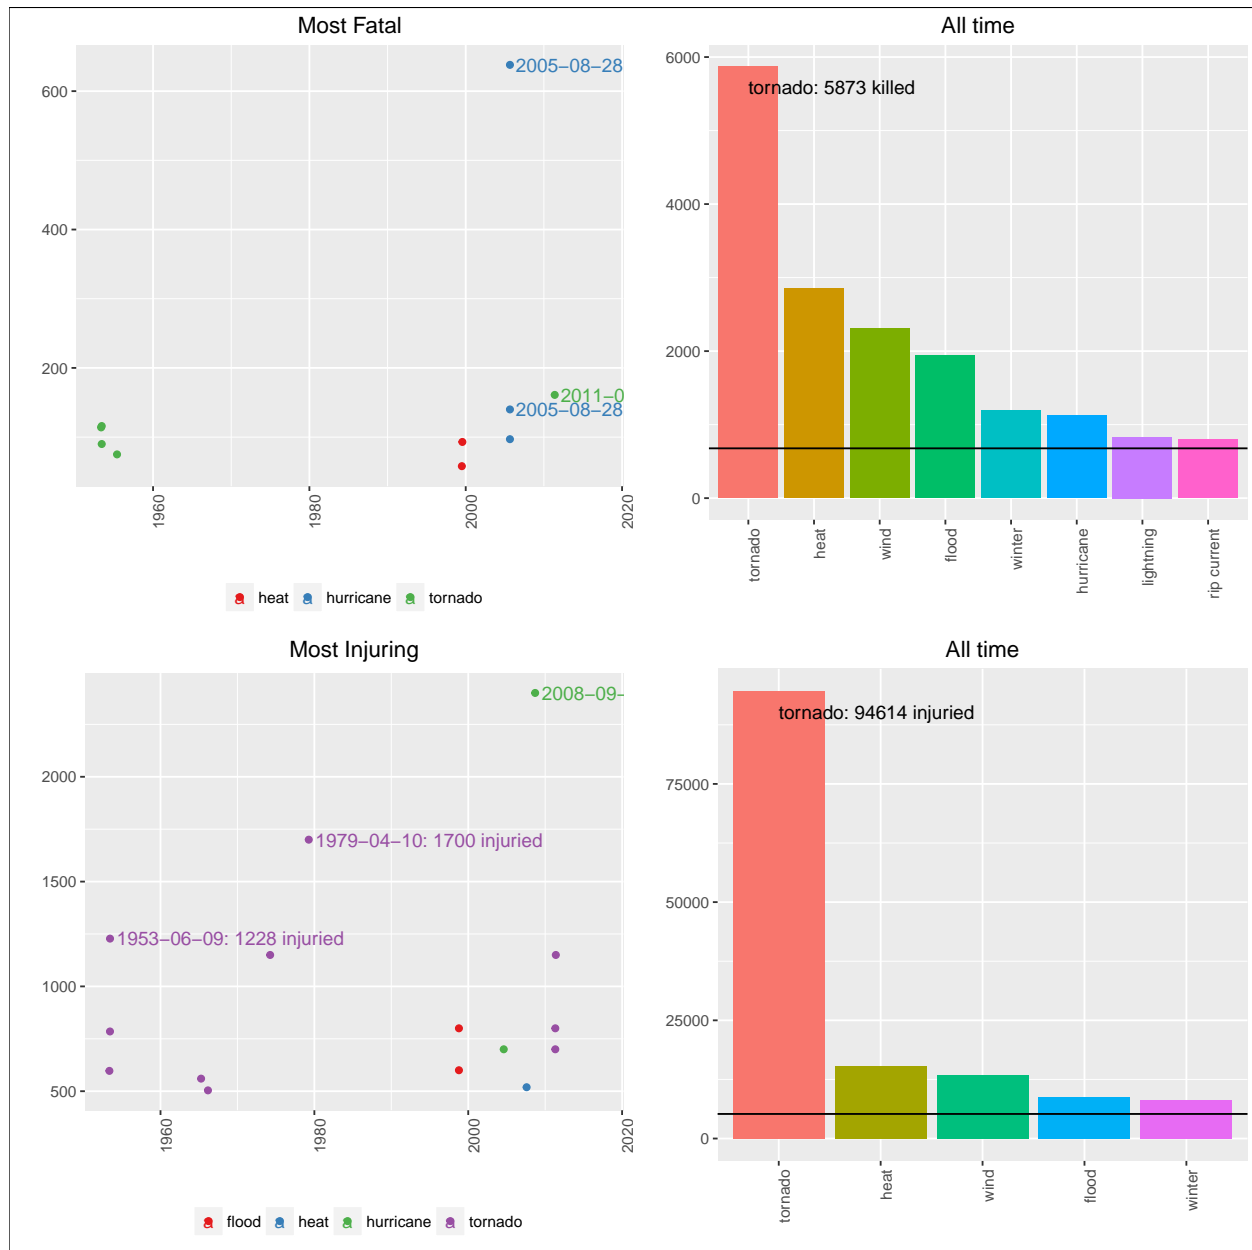 Most Fatal
600
400
200
2005−08−28
2011−0
2005−08−28
1960
1980
2000
2020
heat
hurricane
tornado
All time
6000
4000
2000
0
tornado: 5873 killed
tornado
heat
wind
flood
winter
hurricane
lightning
rip current
Most Injuring
2000
1500
1000
500
2008−09−
1979−04−10: 1700 injuried
1953−06−09: 1228 injuried
1960
1980
2000
2020
flood
heat
hurricane
tornado
All time
75000
50000
25000
0
tornado: 94614 injuried
tornado
heat
wind
flood
winter